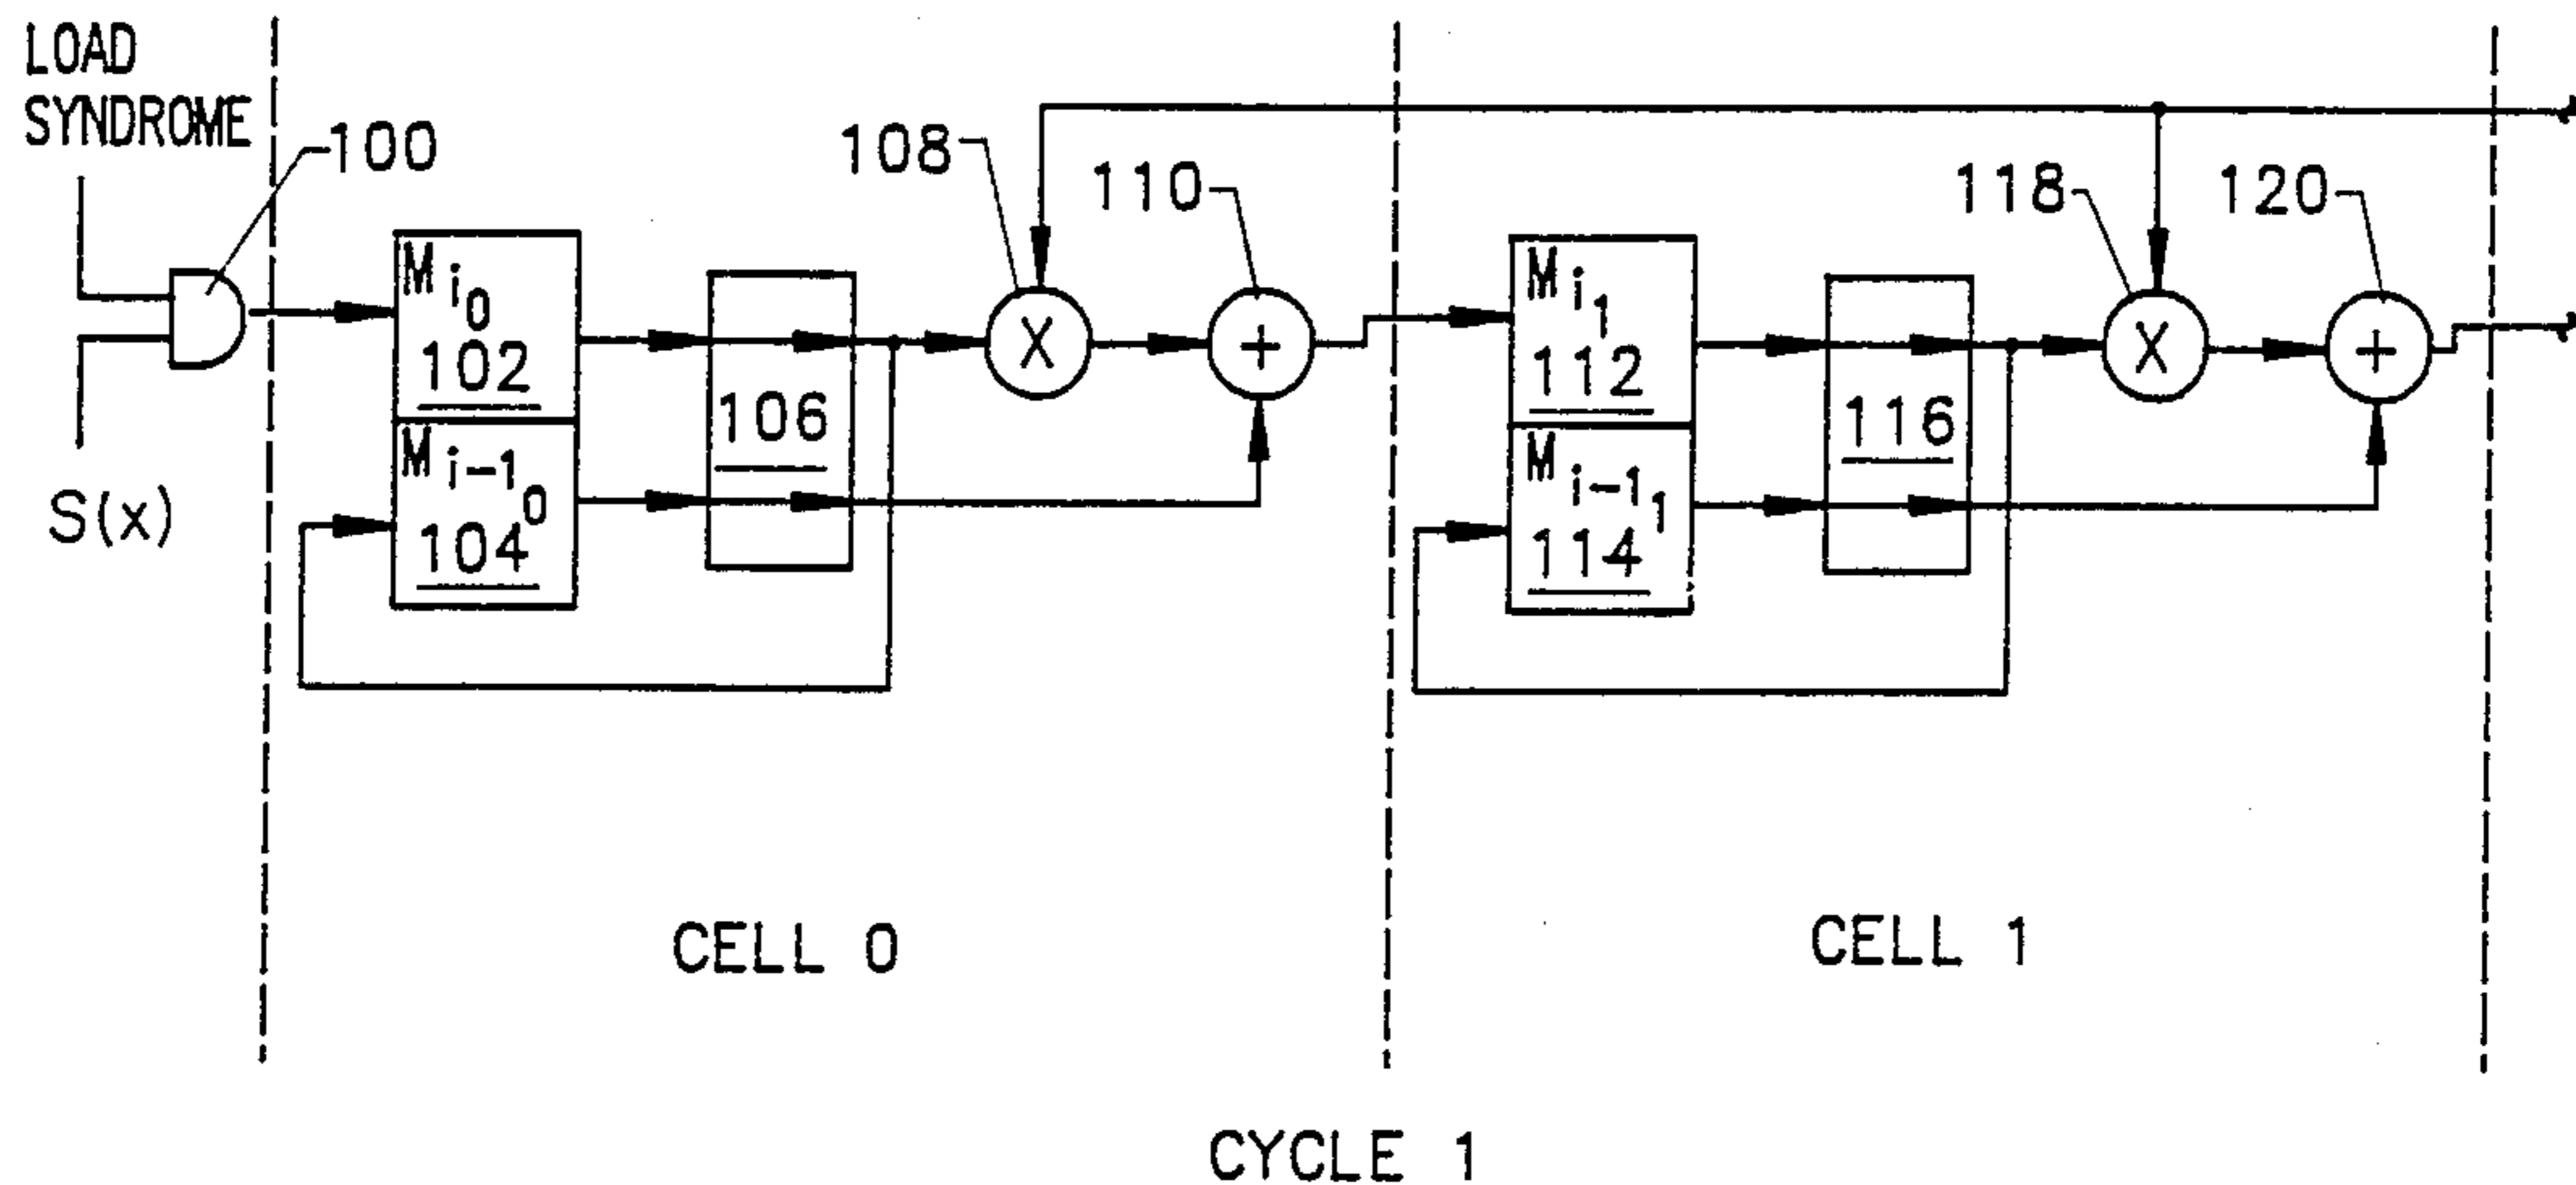 LOAD
SYNDROME
100
108
110
118
120
M i0
102
106
X
+
M i1
112
116
X
+
M i-10
104
M i-11
114
S(x)
CELL 0
CELL 1
CYCLE 1